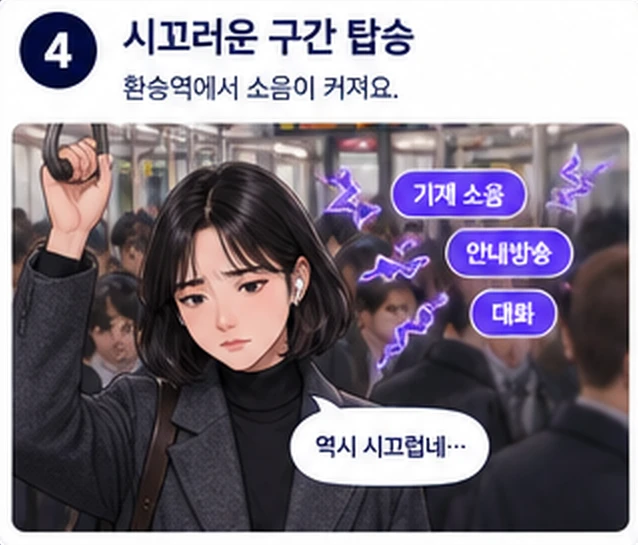 4
시끄러운 구간 탑승
환승역에서 소음이 커져요.
기재 소음
안내방송
대화
역시 시끄럽네…